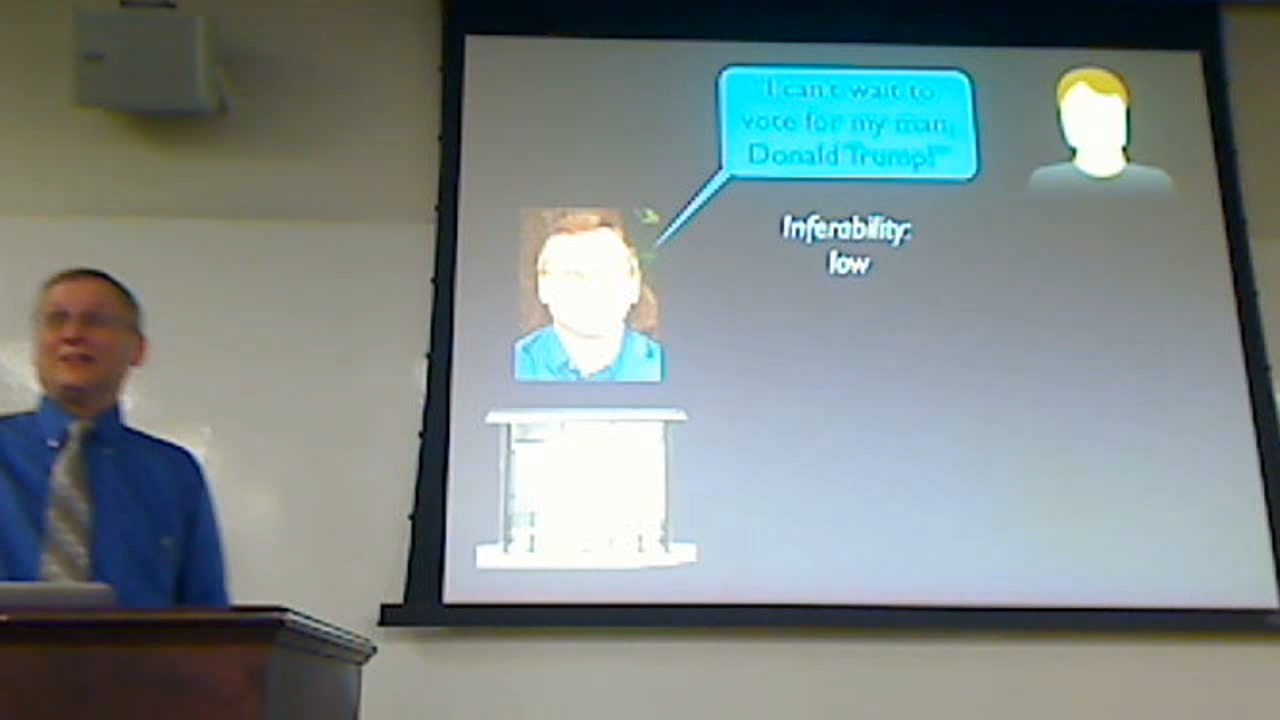 "I can't wait to
vote for my man,
Donald Trump!"
Inferability:
low